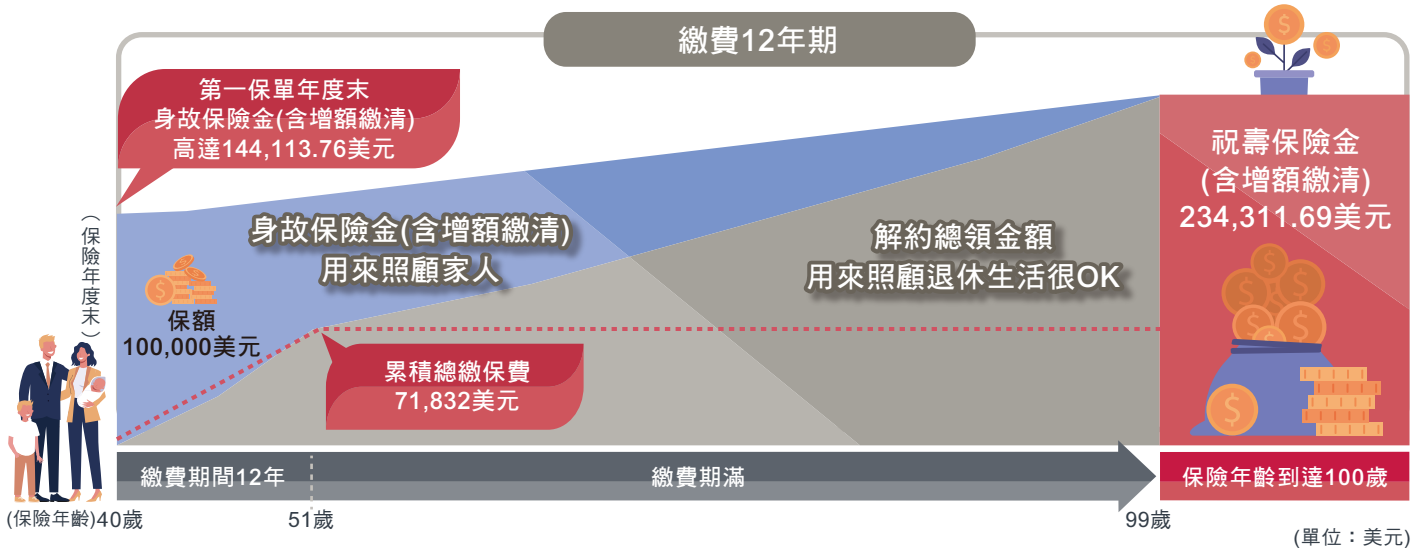 繳費12年期
第一保單年度末
身故保險金(含增額繳清)
高達144,113.76美元
祝壽保險金
(含增額繳清)
234,311.69美元
（保險年度末）
身故保險金(含增額繳清)
用來照顧家人
解約總領金額
用來照顧退休生活很OK
保額
100,000美元
累積總繳保費
71,832美元
繳費期間12年
繳費期滿
保險年齡到達100歲
(保險年齡)40歲
51歲
99歲
(單位：美元)